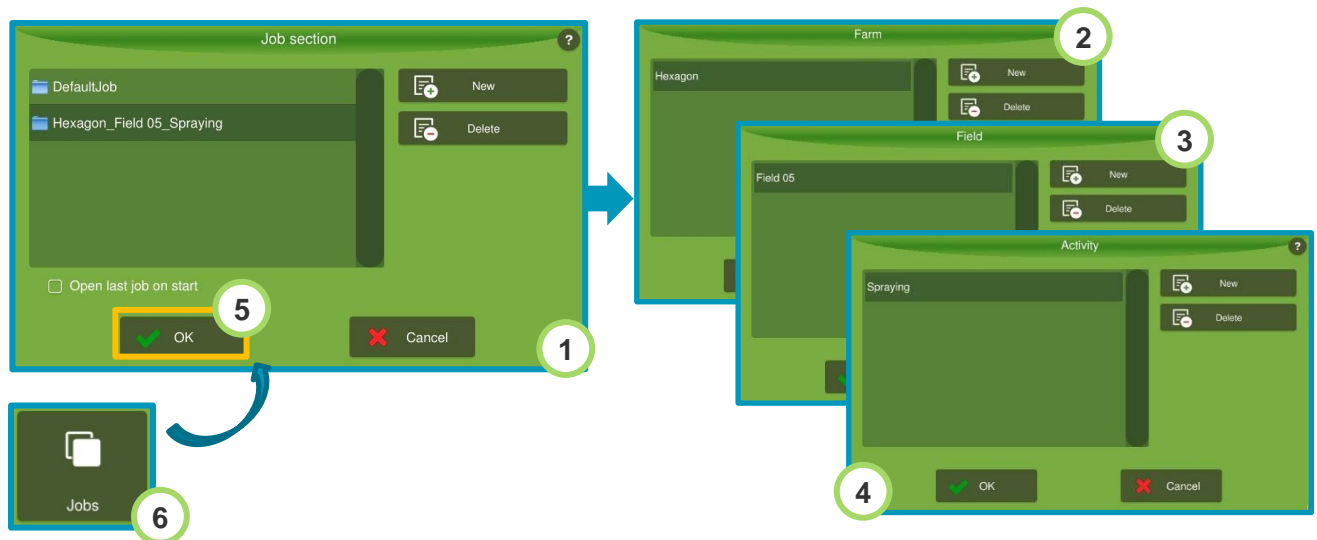 Job section
?
DefaultJob
New
Hexagon_Field 05_Spraying
Delete
Open last job on start
5
OK
Cancel
1
Jobs
6
Farm
2
Hexagon
New
Delete
Field
3
Field 05
New
Delete
Activity
?
Spraying
New
Delete
4
OK
Cancel